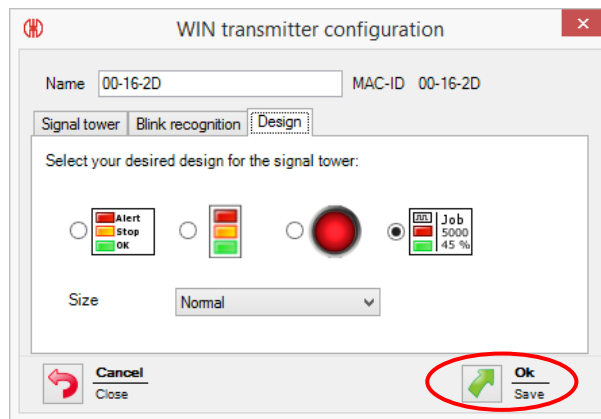 WIN transmitter configuration
Name 00-16-2D MAC-ID 00-16-2D
Signal tower Blink recognition Design
Select your desired design for the signal tower:
Alert
Stop
OK
Job
5000
45 %
Size Normal
Cancel
Close
Ok
Save